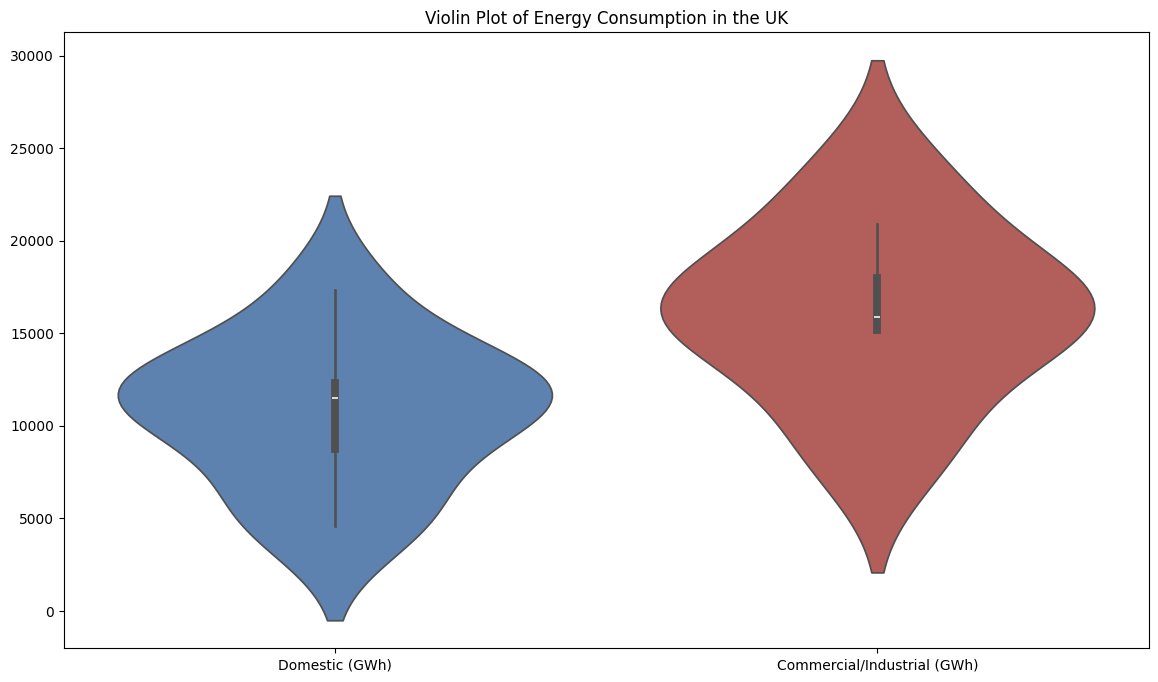 Violin Plot of Energy Consumption in the UK
30000
25000
20000
15000
10000
5000
0
Domestic (GWh)
Commercial/Industrial (GWh)